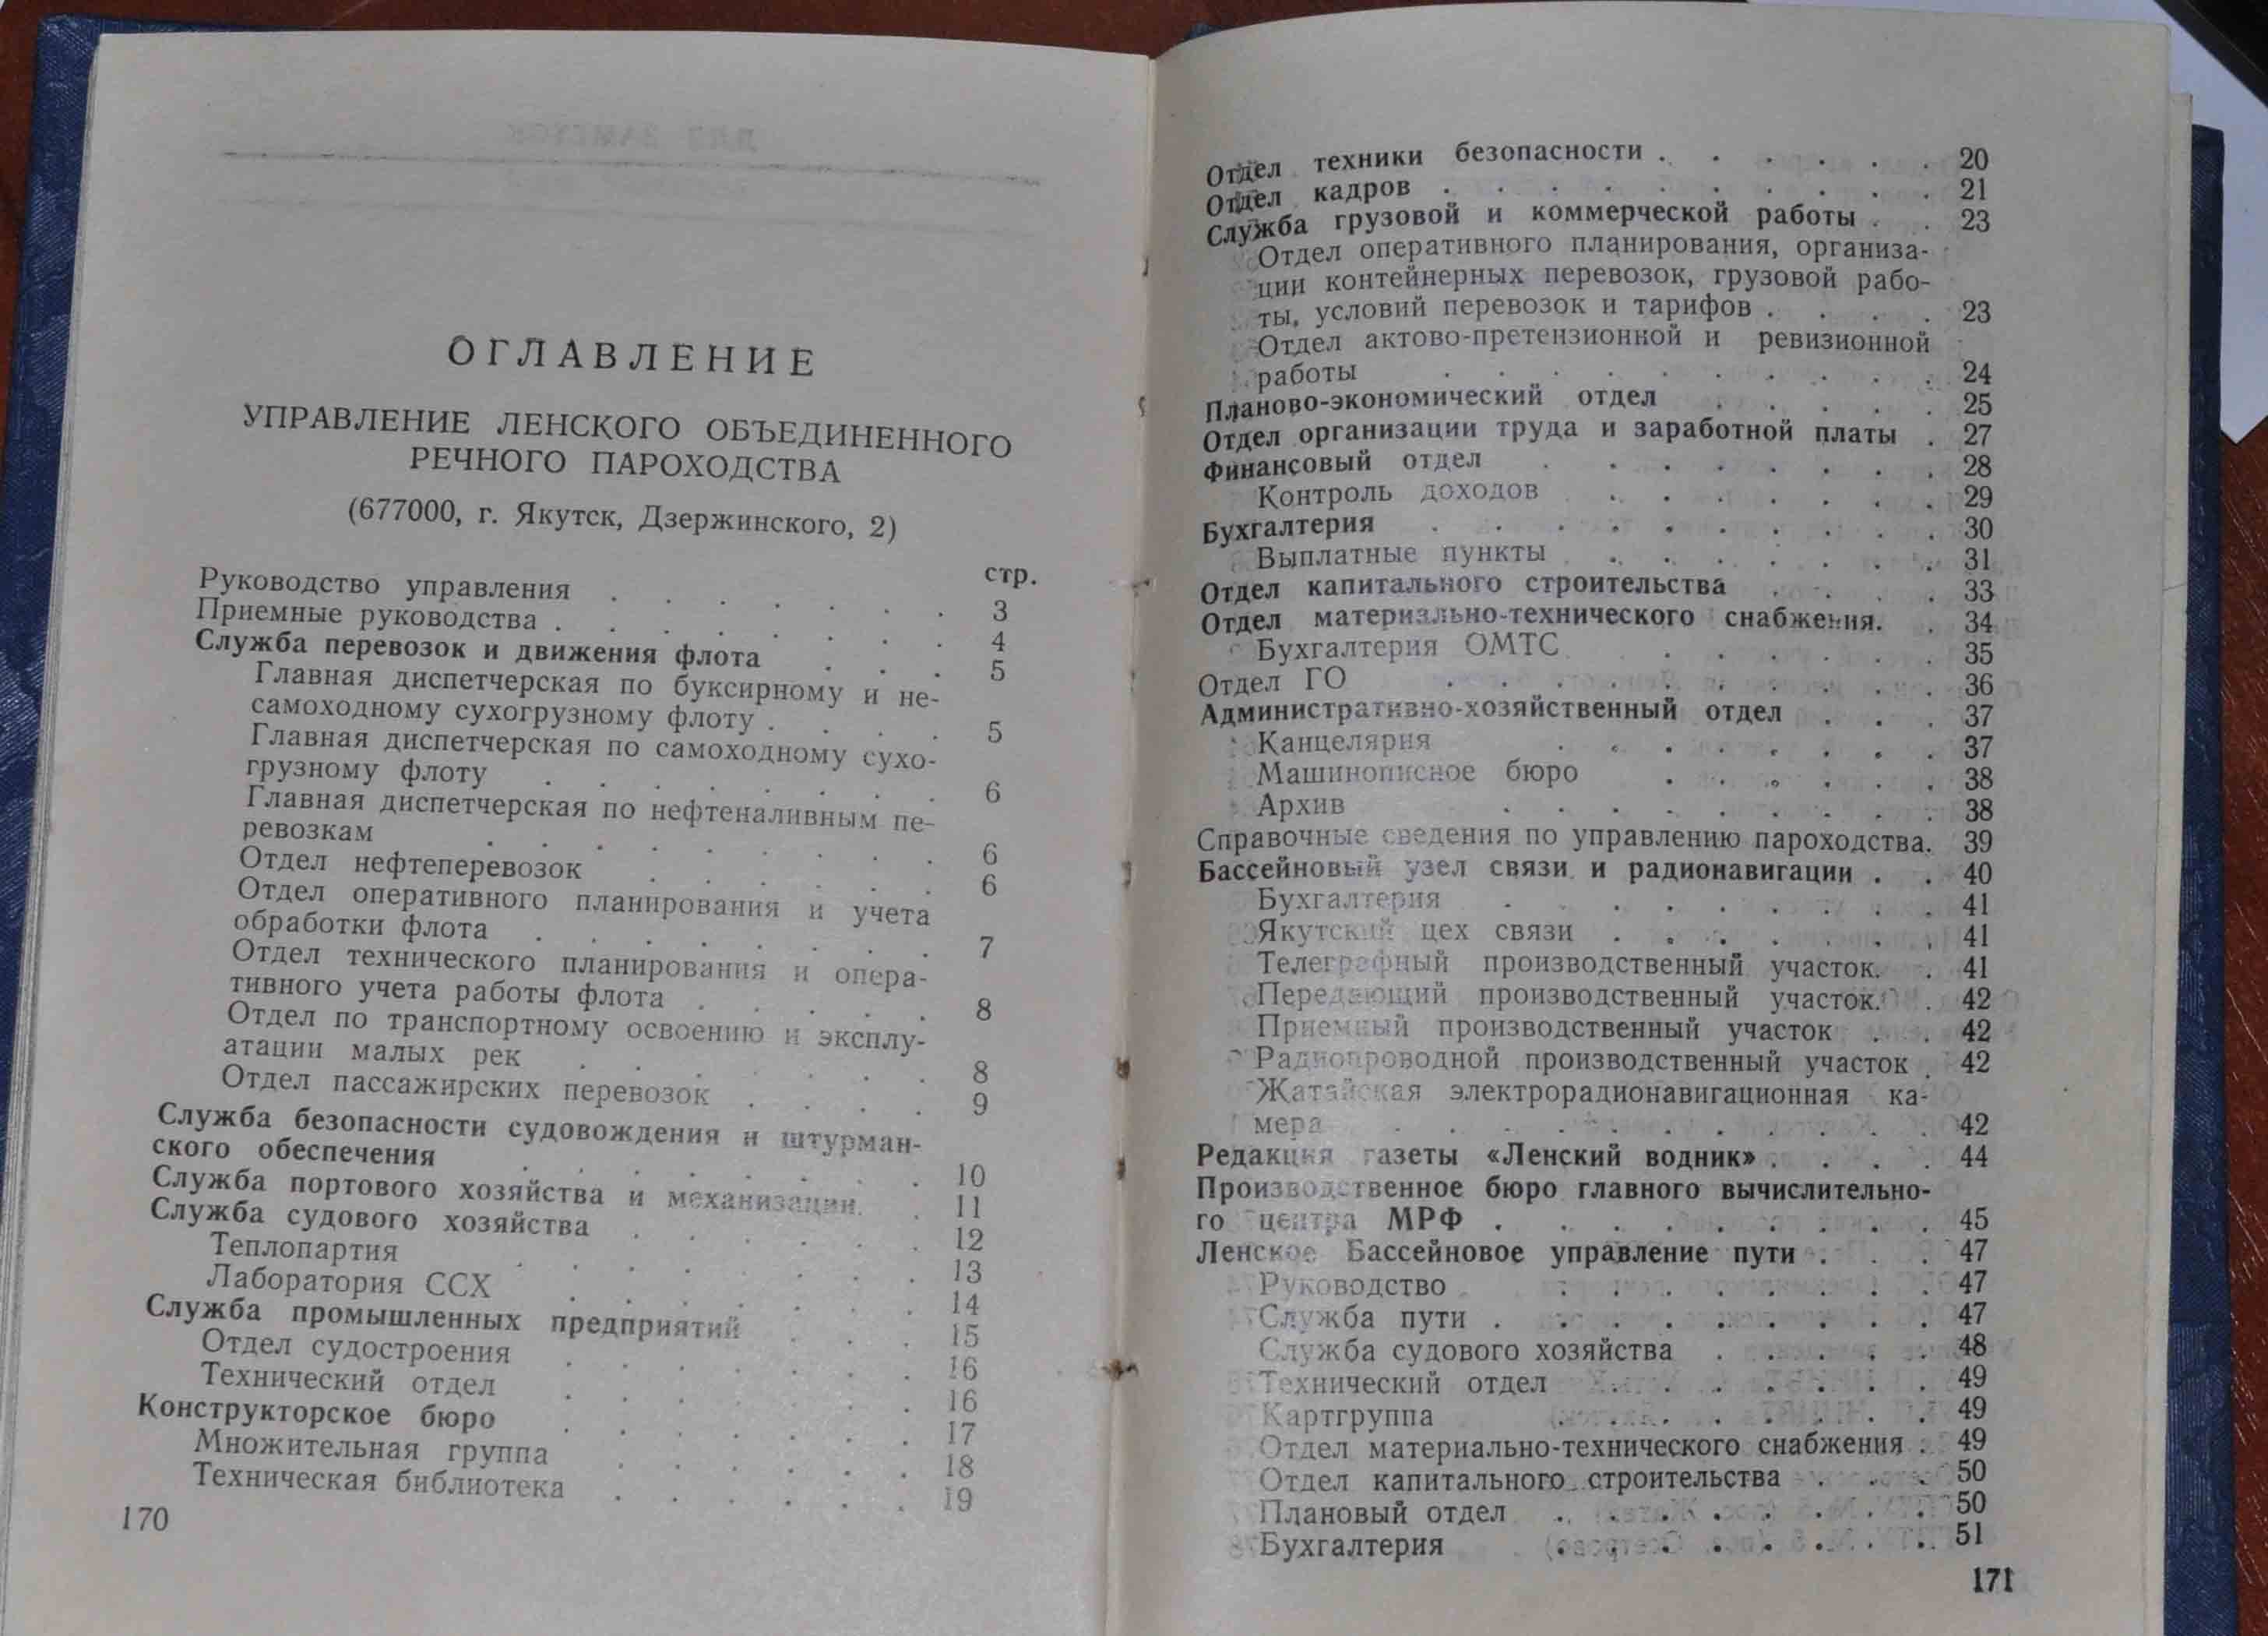 ОГЛАВЛЕНИЕ
УПРАВЛЕНИЕ ЛЕНСКОГО ОБЪЕДИНЕННОГО
РЕЧНОГО ПАРОХОДСТВА
(677000, г. Якутск, Дзержинского, 2)
стр.
Руководство управления . . . . . . . 3
Приемные руководства . . . . . . . . 4
Служба перевозок и движения флота . . . 5
Главная диспетчерская по буксирному и не-
самоходному сухогрузному флоту . . . . 5
Главная диспетчерская по самоходному сухо-
грузному флоту . . . . . . . . 6
Главная диспетчерская по нефтеналивным пе-
ревозкам . . . . . . . . . 6
Отдел нефтеперевозок . . . . . . 6
Отдел оперативного планирования и учета
обработки флота . . . . . . . . 7
Отдел технического планирования и опера-
тивного учета работы флота . . . . . 8
Отдел по транспортному освоению и эксплу-
атации малых рек . . . . . . . 8
Отдел пассажирских перевозок . . . . 9
Служба безопасности судовождения и штурман-
ского обеспечения . . . . . . . . 10
Служба портового хозяйства и механизации. . 11
Служба судового хозяйства . . . . . . 12
Теплопартия . . . . . . . . 13
Лаборатория ССХ . . . . . . . 14
Служба промышленных предприятий . . . 15
Отдел судостроения . . . . . . . 16
Технический отдел . . . . . . . 16
Конструкторское бюро . . . . . . . 17
Множительная группа . . . . . . 18
Техническая библиотека . . . . . . 19
170
Отдел техники безопасности . . . . . . 20
Отдел кадров . . . . . . . . . . 21
Служба грузовой и коммерческой работы . . 23
Отдел оперативного планирования, организа-
ции контейнерных перевозок, грузовой рабо-
ты, условий перевозок и тарифов . . . . 23
Отдел актово-претензионной и ревизионной
работы . . . . . . . . . . 24
Планово-экономический отдел . . . . . 25
Отдел организации труда и заработной платы . 27
Финансовый отдел . . . . . . . . 28
Контроль доходов . . . . . . . 29
Бухгалтерия . . . . . . . . . . 30
Выплатные пункты . . . . . . . 31
Отдел капитального строительства . . . . 33
Отдел материально-технического снабжения. . 34
Бухгалтерия ОМТС . . . . . . 35
Отдел ГО . . . . . . . . . . 36
Административно-хозяйственный отдел . . . 37
Канцелярия . . . . . . . . 37
Машинописное бюро . . . . . . 38
Архив . . . . . . . . . 38
Справочные сведения по управлению пароходства. 39
Бассейновый узел связи и радионавигации . . 40
Бухгалтерия . . . . . . . . . 41
Якутский цех связи . . . . . . . 41
Телеграфный производственный участок. . 41
Передающий производственный участок. . 42
Приемный производственный участок . . 42
Радиопроводной производственный участок . 42
Жатайская электрорадионавигационная ка-
мера . . . . . . . . . . . 42
Редакция газеты «Ленский водник» . . . . 44
Производственное бюро главного вычислительно-
го центра МРФ . . . . . . . . . 45
Ленское Бассейновое управление пути . . . 47
Руководство . . . . . . . . 47
Служба пути . . . . . . . . . 47
Служба судового хозяйства . . . . . 48
Технический отдел . . . . . . . 49
Картгруппа . . . . . . . . 49
Отдел материально-технического снабжения . 49
Отдел капитального строительства . . . 50
Плановый отдел . . . . . . . . 50
Бухгалтерия . . . . . . . . 51
171